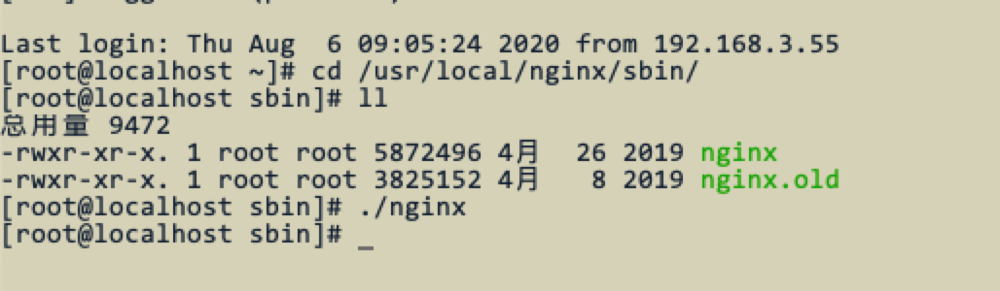 Last login: Thu Aug  6 09:05:24 2020 from 192.168.3.55
[root@localhost ~]# cd /usr/local/nginx/sbin/
[root@localhost sbin]# ll
总用量 9472
-rwxr-xr-x. 1 root root 5872496 4月  26 2019 nginx
-rwxr-xr-x. 1 root root 3825152 4月   8 2019 nginx.old
[root@localhost sbin]# ./nginx
[root@localhost sbin]# _